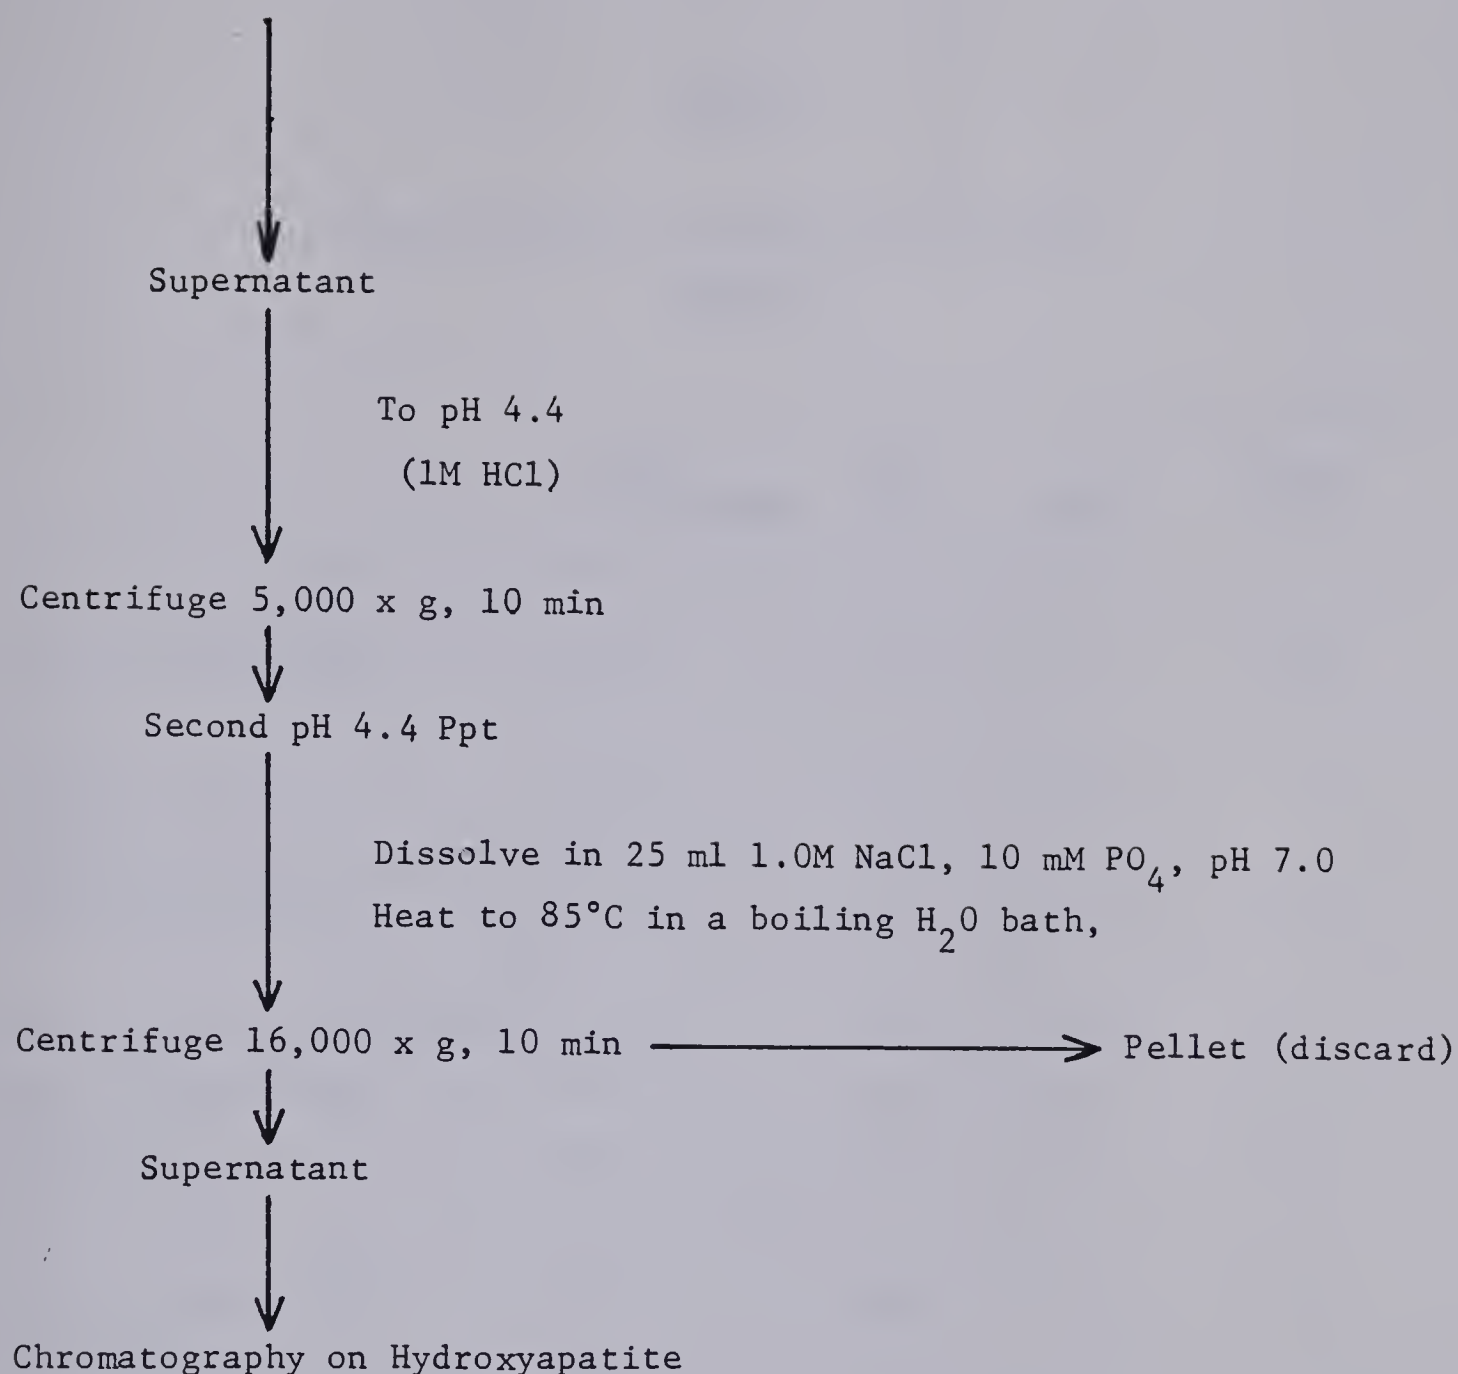 Supernatant
To pH 4.4
(1M HCl)
Centrifuge 5,000 x g, 10 min
Second pH 4.4 Ppt
Dissolve in 25 ml 1.0M NaCl, 10 mM PO₄, pH 7.0
Heat to 85°C in a boiling H₂O bath,
Centrifuge 16,000 x g, 10 min
Pellet (discard)
Supernatant
Chromatography on Hydroxyapatite